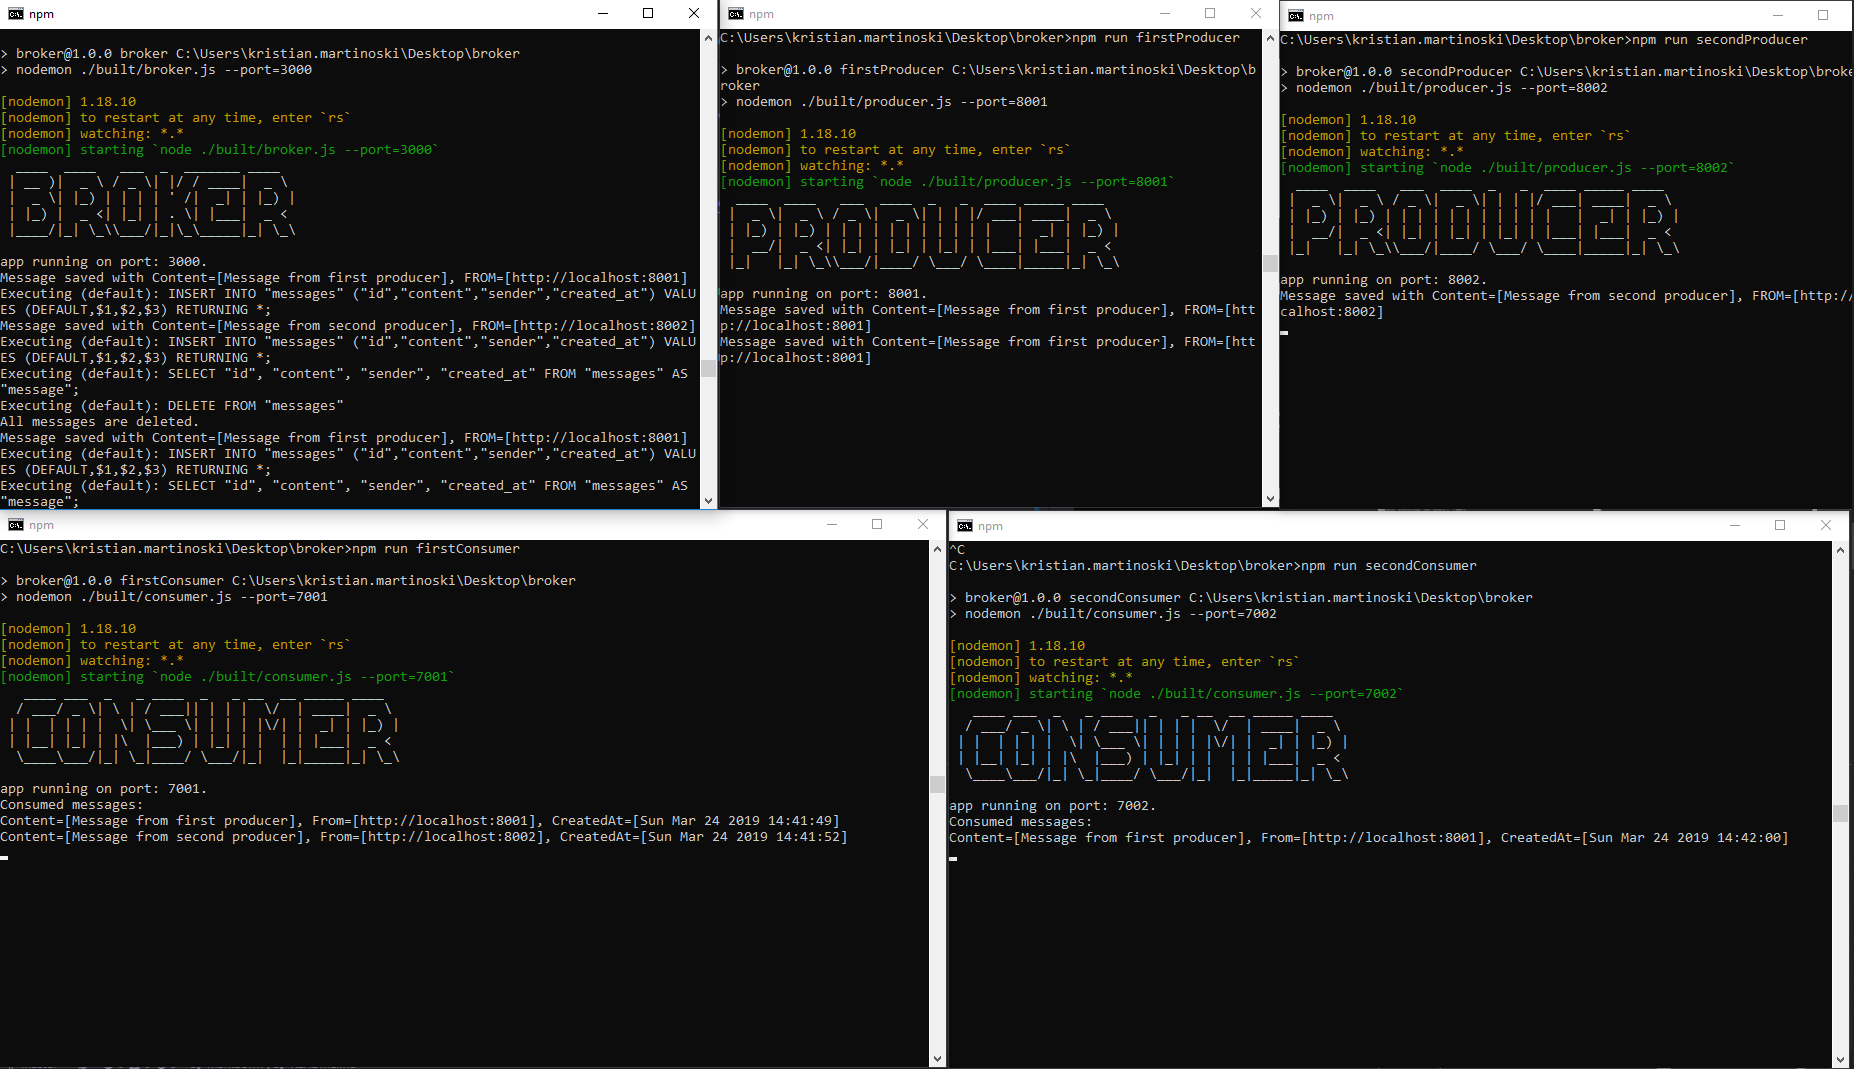 npm
> broker@1.0.0 broker C:\Users\kristian.martinoski\Desktop\broker
> nodemon ./built/broker.js --port=3000
[nodemon] 1.18.10
[nodemon] to restart at any time, enter `rs`
[nodemon] watching: *.*
[nodemon] starting `node ./built/broker.js --port=3000`
BROKER
app running on port: 3000.
Message saved with Content=[Message from first producer], FROM=[http://localhost:8001]
Executing (default): INSERT INTO "messages" ("id","content","sender","created_at") VALU
ES (DEFAULT,$1,$2,$3) RETURNING *;
Message saved with Content=[Message from second producer], FROM=[http://localhost:8002]
Executing (default): INSERT INTO "messages" ("id","content","sender","created_at") VALU
ES (DEFAULT,$1,$2,$3) RETURNING *;
Executing (default): SELECT "id", "content", "sender", "created_at" FROM "messages" AS
"message";
Executing (default): DELETE FROM "messages"
All messages are deleted.
Message saved with Content=[Message from first producer], FROM=[http://localhost:8001]
Executing (default): INSERT INTO "messages" ("id","content","sender","created_at") VALU
ES (DEFAULT,$1,$2,$3) RETURNING *;
Executing (default): SELECT "id", "content", "sender", "created_at" FROM "messages" AS
"message";
npm
C:\Users\kristian.martinoski\Desktop\broker>npm run firstProducer
> broker@1.0.0 firstProducer C:\Users\kristian.martinoski\Desktop\b
roker
> nodemon ./built/producer.js --port=8001
[nodemon] 1.18.10
[nodemon] to restart at any time, enter `rs`
[nodemon] watching: *.*
[nodemon] starting `node ./built/producer.js --port=8001`
PRODUCER
app running on port: 8001.
Message saved with Content=[Message from first producer], FROM=[htt
p://localhost:8001]
Message saved with Content=[Message from first producer], FROM=[htt
p://localhost:8001]
npm
C:\Users\kristian.martinoski\Desktop\broker>npm run secondProducer
> broker@1.0.0 secondProducer C:\Users\kristian.martinoski\Desktop\broke
> nodemon ./built/producer.js --port=8002
[nodemon] 1.18.10
[nodemon] to restart at any time, enter `rs`
[nodemon] watching: *.*
[nodemon] starting `node ./built/producer.js --port=8002`
PRODUCER
app running on port: 8002.
Message saved with Content=[Message from second producer], FROM=[http:/
calhost:8002]
npm
C:\Users\kristian.martinoski\Desktop\broker>npm run firstConsumer
> broker@1.0.0 firstConsumer C:\Users\kristian.martinoski\Desktop\broker
> nodemon ./built/consumer.js --port=7001
[nodemon] 1.18.10
[nodemon] to restart at any time, enter `rs`
[nodemon] watching: *.*
[nodemon] starting `node ./built/consumer.js --port=7001`
CONSUMER
app running on port: 7001.
Consumed messages:
Content=[Message from first producer], From=[http://localhost:8001], CreatedAt=[Sun Mar 24 2019 14:41:49]
Content=[Message from second producer], From=[http://localhost:8002], CreatedAt=[Sun Mar 24 2019 14:41:52]
npm
^C
C:\Users\kristian.martinoski\Desktop\broker>npm run secondConsumer
> broker@1.0.0 secondConsumer C:\Users\kristian.martinoski\Desktop\broker
> nodemon ./built/consumer.js --port=7002
[nodemon] 1.18.10
[nodemon] to restart at any time, enter `rs`
[nodemon] watching: *.*
[nodemon] starting `node ./built/consumer.js --port=7002`
CONSUMER
app running on port: 7002.
Consumed messages:
Content=[Message from first producer], From=[http://localhost:8001], CreatedAt=[Sun Mar 24 2019 14:42:00]